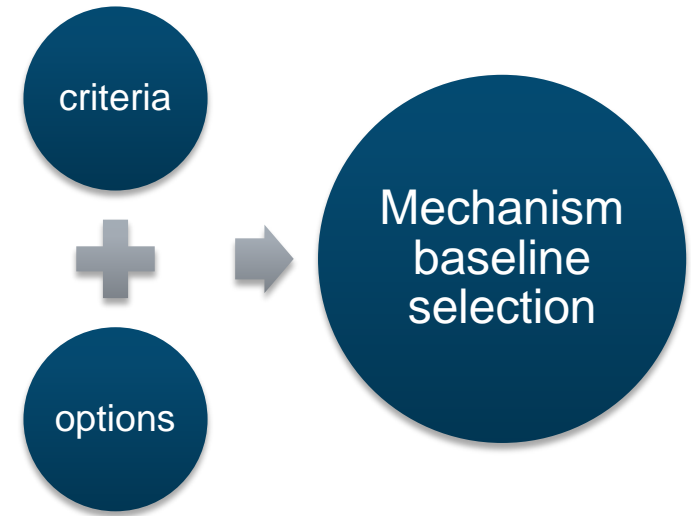 criteria
options
Mechanism
baseline
selection